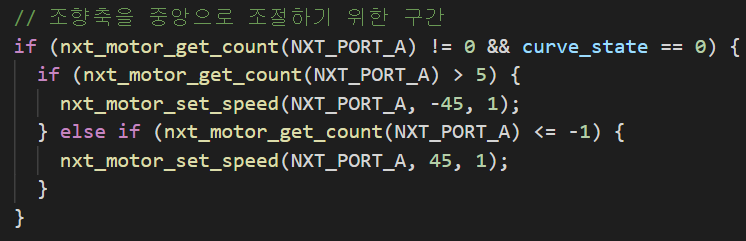 // 조향축을 중앙으로 조절하기 위한 구간
if (nxt_motor_get_count(NXT_PORT_A) != 0 && curve_state == 0) {
  if (nxt_motor_get_count(NXT_PORT_A) > 5) {
    nxt_motor_set_speed(NXT_PORT_A, -45, 1);
  } else if (nxt_motor_get_count(NXT_PORT_A) <= -1) {
    nxt_motor_set_speed(NXT_PORT_A, 45, 1);
  }
}